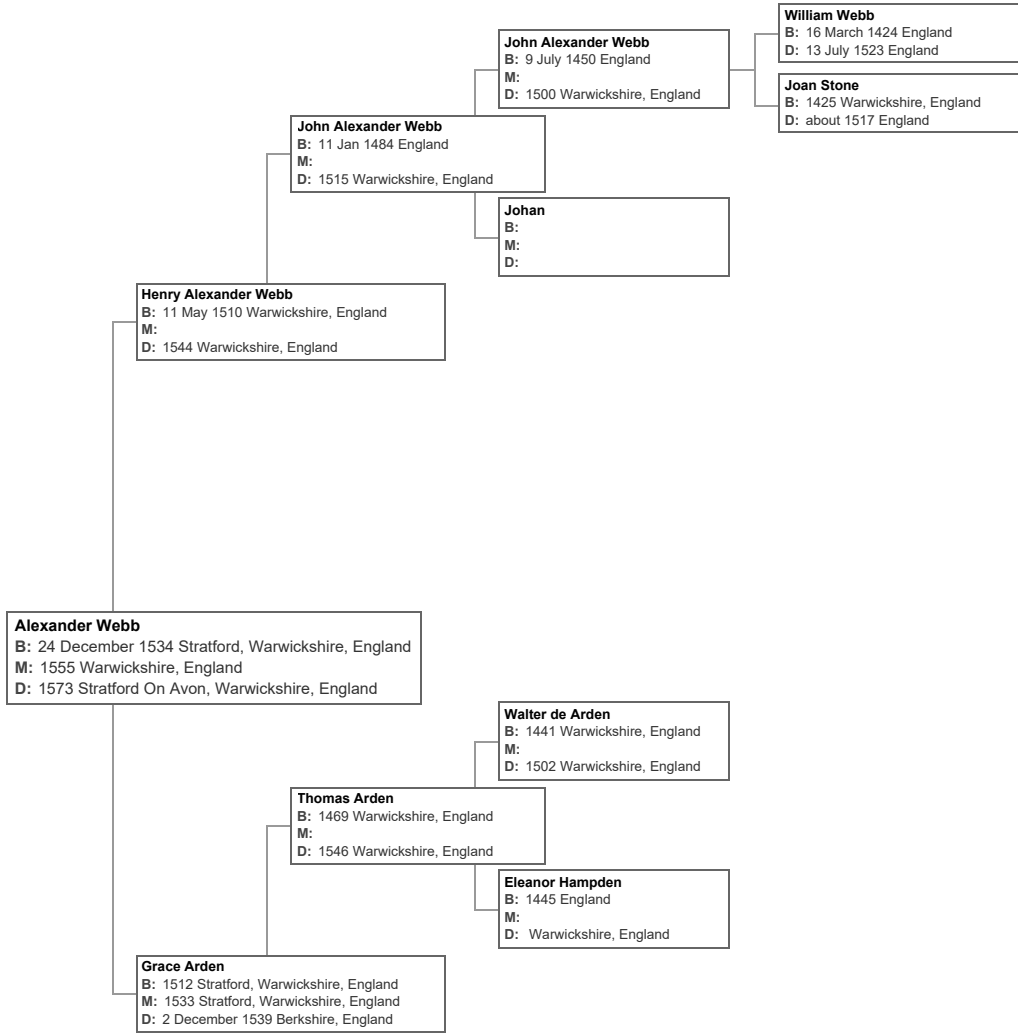 William Webb
B: 16 March 1424 England
D: 13 July 1523 England
John Alexander Webb
B: 9 July 1450 England
M:
D: 1500 Warwickshire, England
Joan Stone
B: 1425 Warwickshire, England
D: about 1517 England
John Alexander Webb
B: 11 Jan 1484 England
M:
D: 1515 Warwickshire, England
Johan
B:
M:
D:
Henry Alexander Webb
B: 11 May 1510 Warwickshire, England
M:
D: 1544 Warwickshire, England
Alexander Webb
B: 24 December 1534 Stratford, Warwickshire, England
M: 1555 Warwickshire, England
D: 1573 Stratford On Avon, Warwickshire, England
Walter de Arden
B: 1441 Warwickshire, England
M:
D: 1502 Warwickshire, England
Thomas Arden
B: 1469 Warwickshire, England
M:
D: 1546 Warwickshire, England
Eleanor Hampden
B: 1445 England
M:
D: Warwickshire, England
Grace Arden
B: 1512 Stratford, Warwickshire, England
M: 1533 Stratford, Warwickshire, England
D: 2 December 1539 Berkshire, England